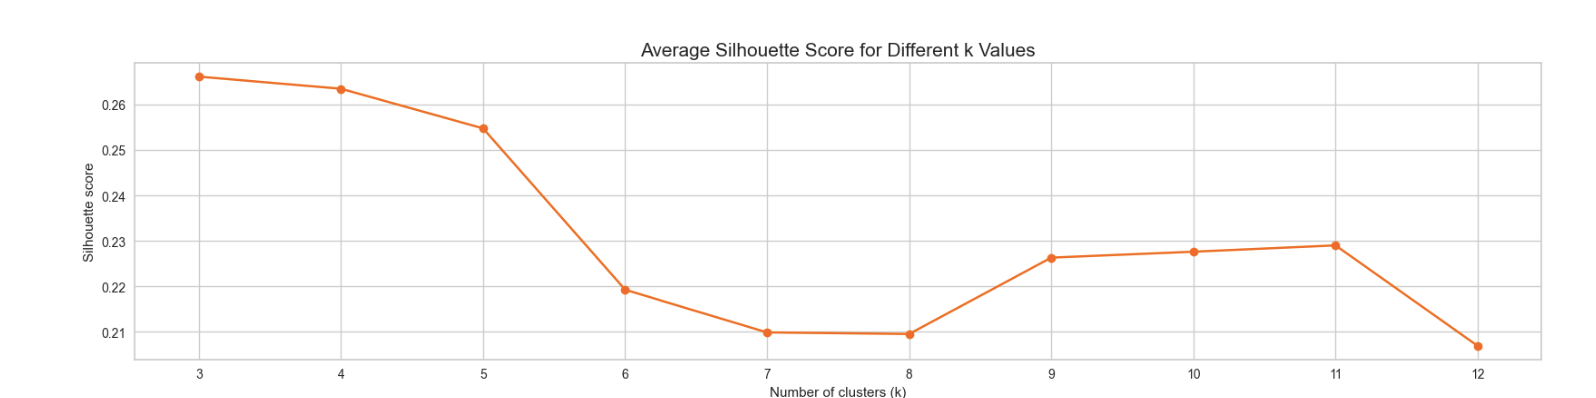 Average Silhouette Score for Different k Values
Silhouette score
0.26
0.25
0.24
0.23
0.22
0.21
3 4 5 6 7 8 9 10 11 12
Number of clusters (k)